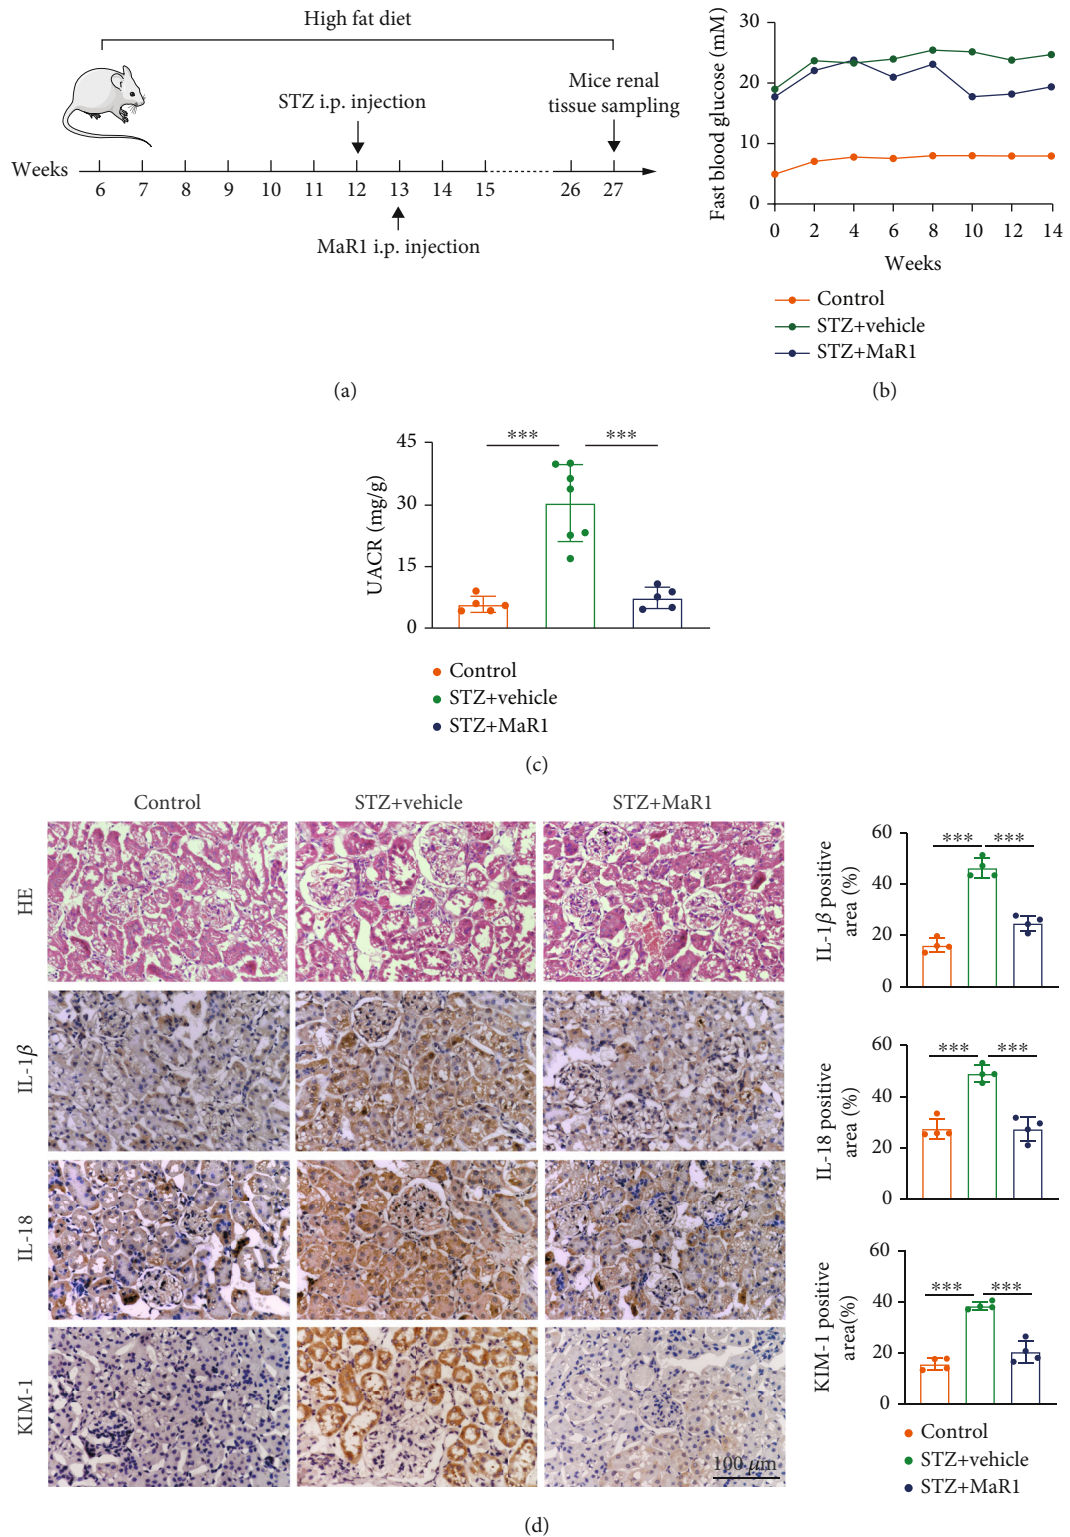 High fat diet
STZ i.p. injection
Mice renal
tissue sampling
Weeks
6 7 8 9 10 11 12 13 14 15 26 27
MaR1 i.p. injection
(a)
Fast blood glucose (mM)
30
20
10
0
0 2 4 6 8 10 12 14
Weeks
Control
STZ+vehicle
STZ+MaR1
(b)
UACR (mg/g)
45
30
15
0
*** ***
Control
STZ+vehicle
STZ+MaR1
(c)
Control STZ+vehicle STZ+MaR1
HE
IL-1β
IL-18
KIM-1
100 μm
IL-1β positive
area (%)
60
40
20
0
*** ***
IL-18 positive
area (%)
60
40
20
0
*** ***
KIM-1 positive
area(%)
60
40
20
0
*** ***
Control
STZ+vehicle
STZ+MaR1
(d)